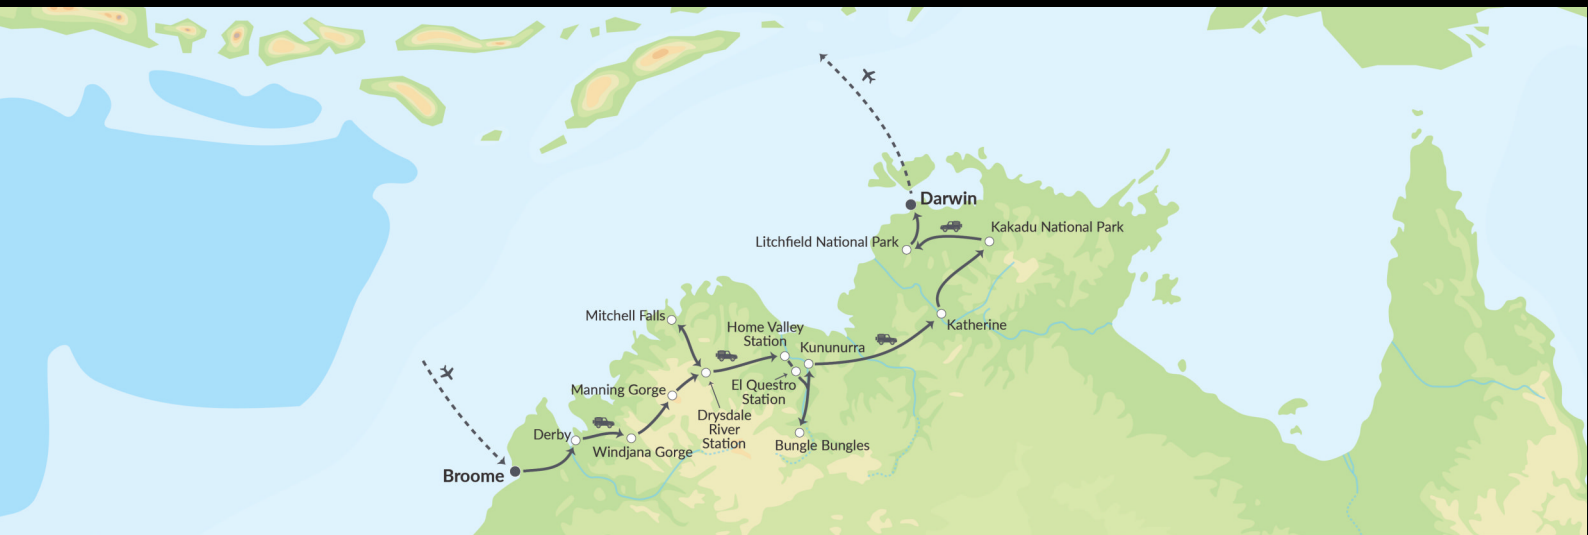 Darwin
Kakadu National Park
Litchfield National Park
Mitchell Falls
Home Valley
Station
Katherine
Kununurra
Manning Gorge
El Questro
Station
Drysdale
River
Station
Derby
Windjana Gorge
Bungle Bungles
Broome